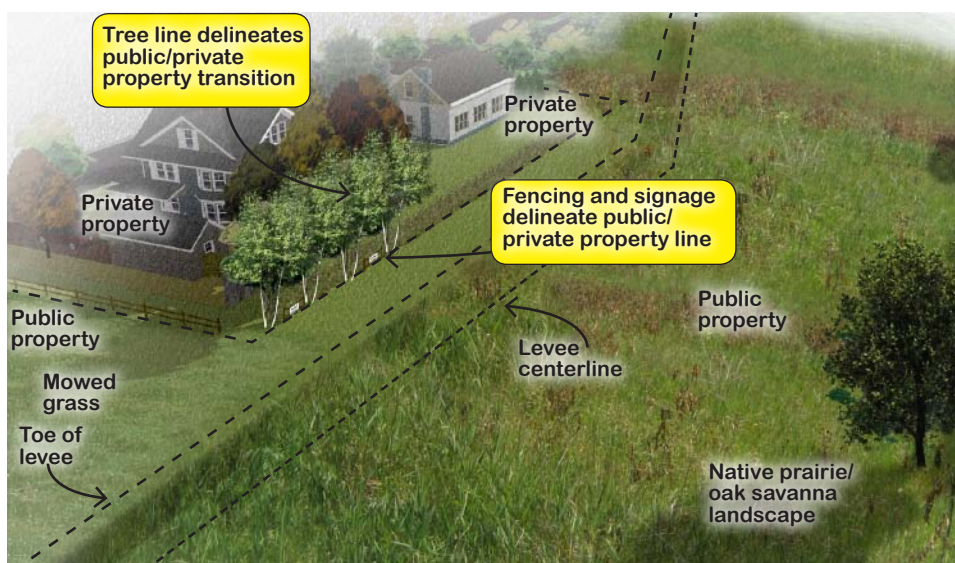 Tree line delineates
public/private
property transition
Private
property
Private
property
Fencing and signage
delineate public/
private property line
Public
property
Public
property
Levee
centerline
Mowed
grass
Toe of
levee
Native prairie/
oak savanna
landscape